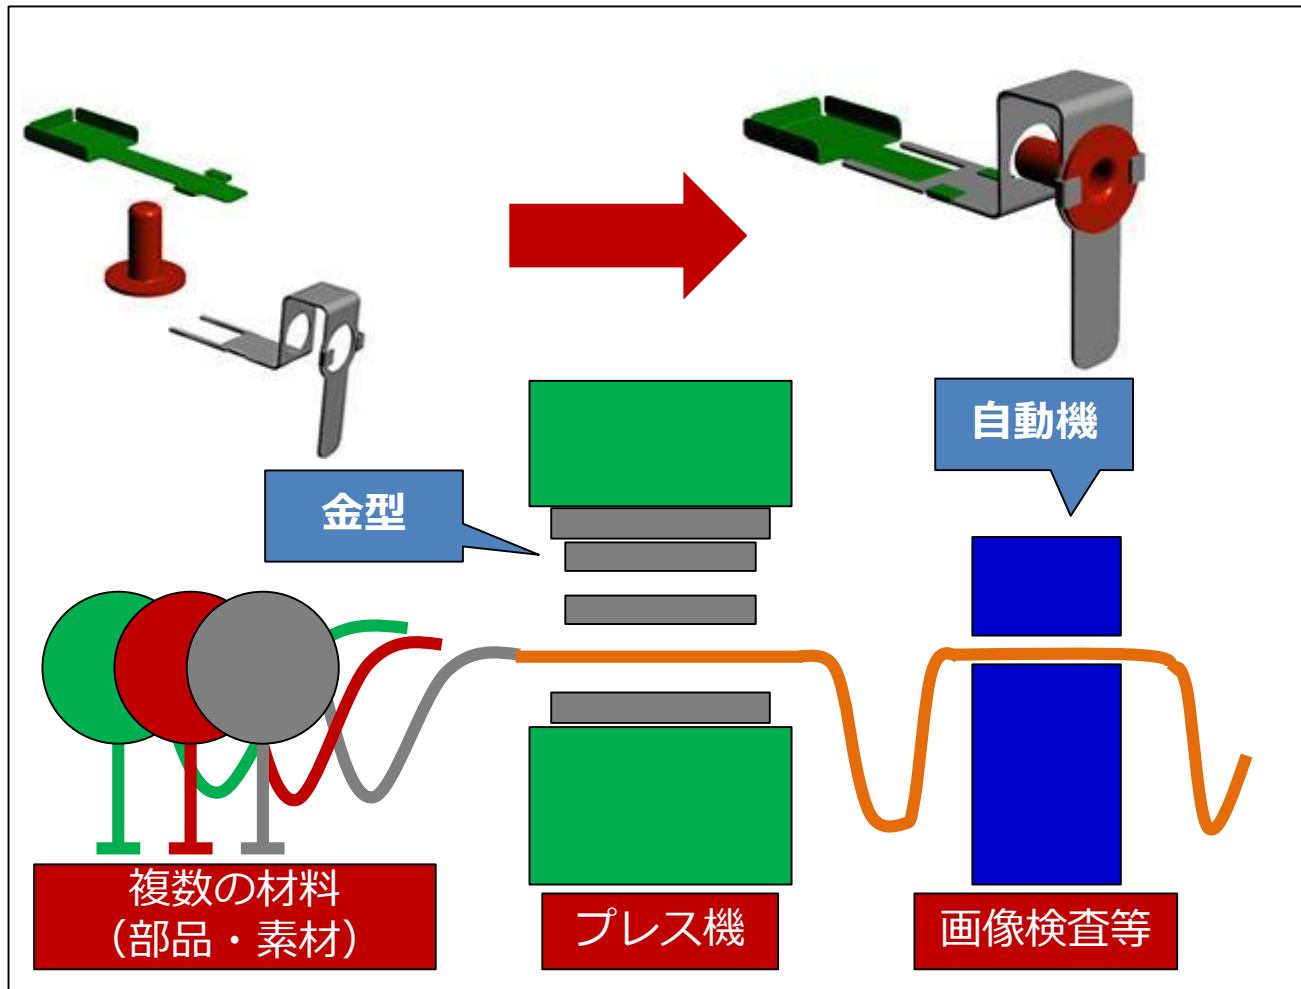 自動機
金型
複数の材料
（部品・素材）
プレス機
画像検査等